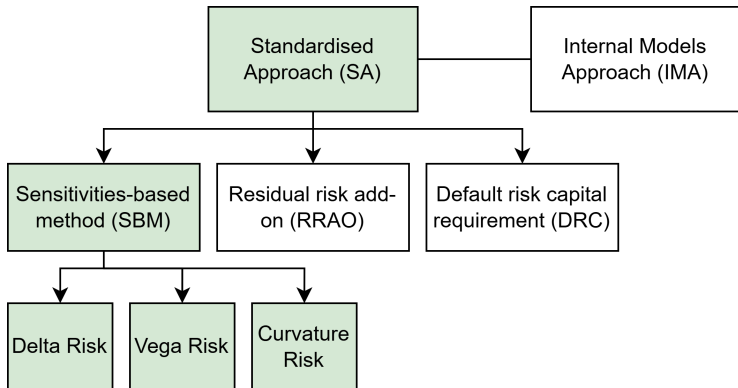 Standardised
Approach (SA)
Internal Models
Approach (IMA)
Sensitivities-based
method (SBM)
Residual risk add-
on (RRAO)
Default risk capital
requirement (DRC)
Delta Risk
Vega Risk
Curvature
Risk